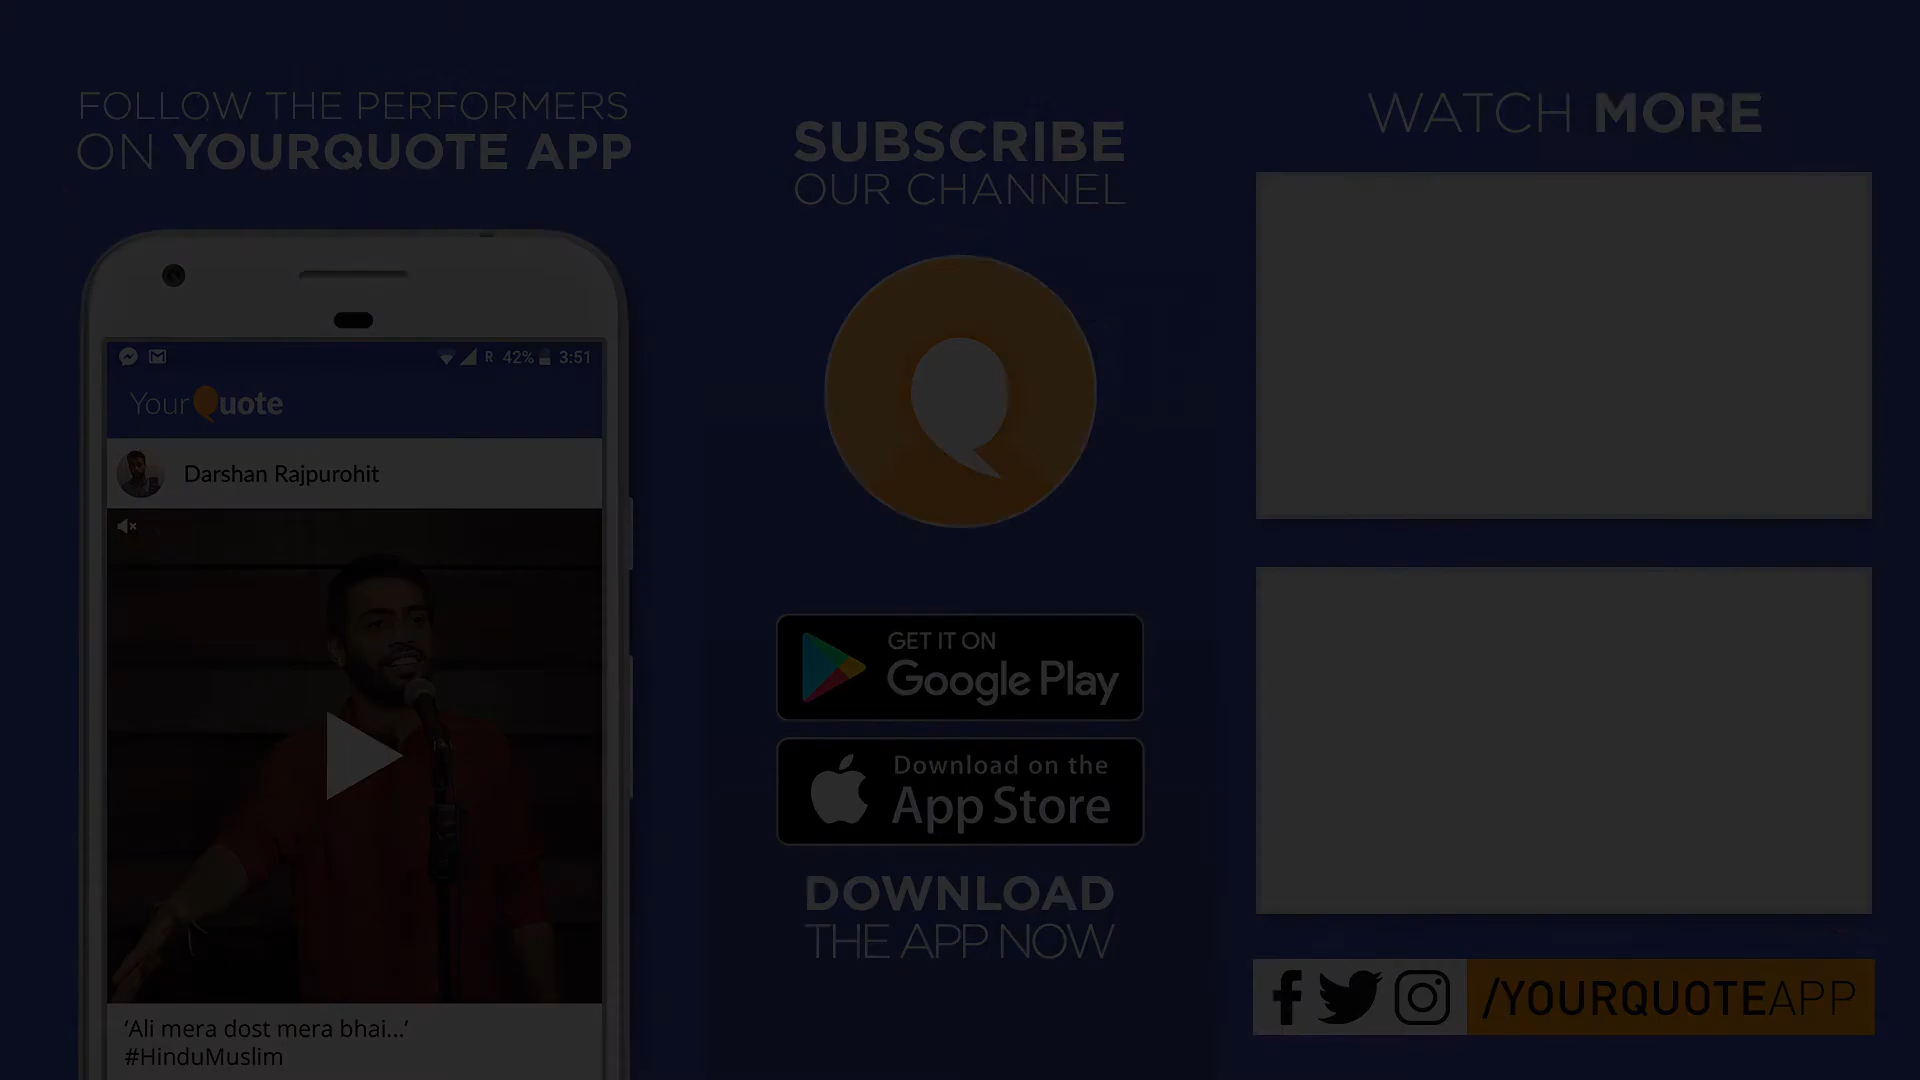 FOLLOW THE PERFORMERS
ON YOURQUOTE APP
R 42% 3:51
YourQuote
Darshan Rajpurohit
‘Ali mera dost mera bhai...’
#HinduMuslim
SUBSCRIBE
OUR CHANNEL
GET IT ON
Google Play
Download on the
App Store
DOWNLOAD
THE APP NOW
WATCH MORE
/YOURQUOTEAPP